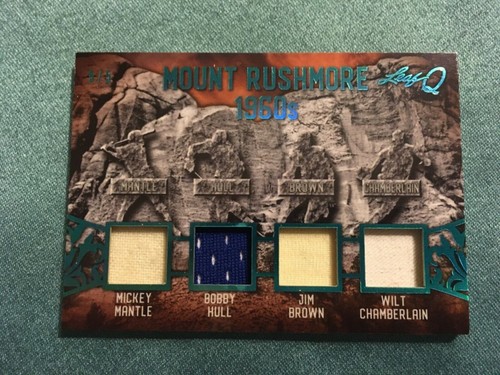 MOUNT RUSHMORE
Leaf Q
1960s
MANTLE HULL BROWN CHAMBERLAIN
MICKEY MANTLE
BOBBY HULL
JIM BROWN
WILT CHAMBERLAIN